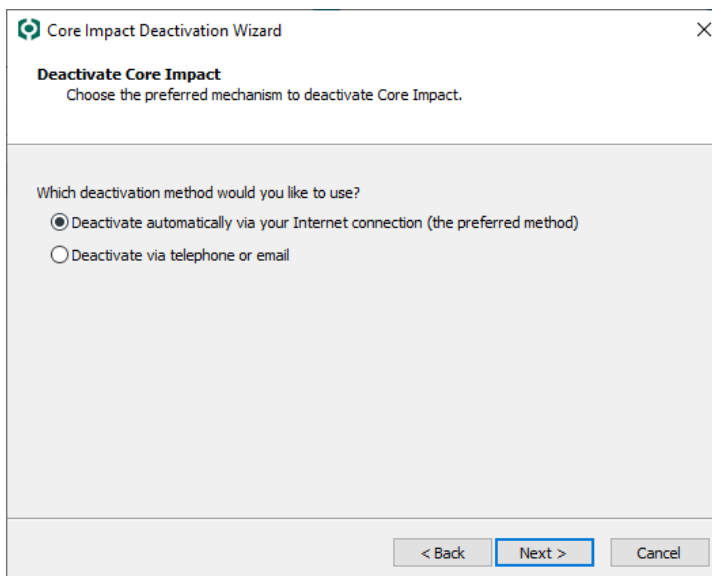 Core Impact Deactivation Wizard
Deactivate Core Impact
Choose the preferred mechanism to deactivate Core Impact.
Which deactivation method would you like to use?
Deactivate automatically via your Internet connection (the preferred method)
Deactivate via telephone or email
< Back Next > Cancel